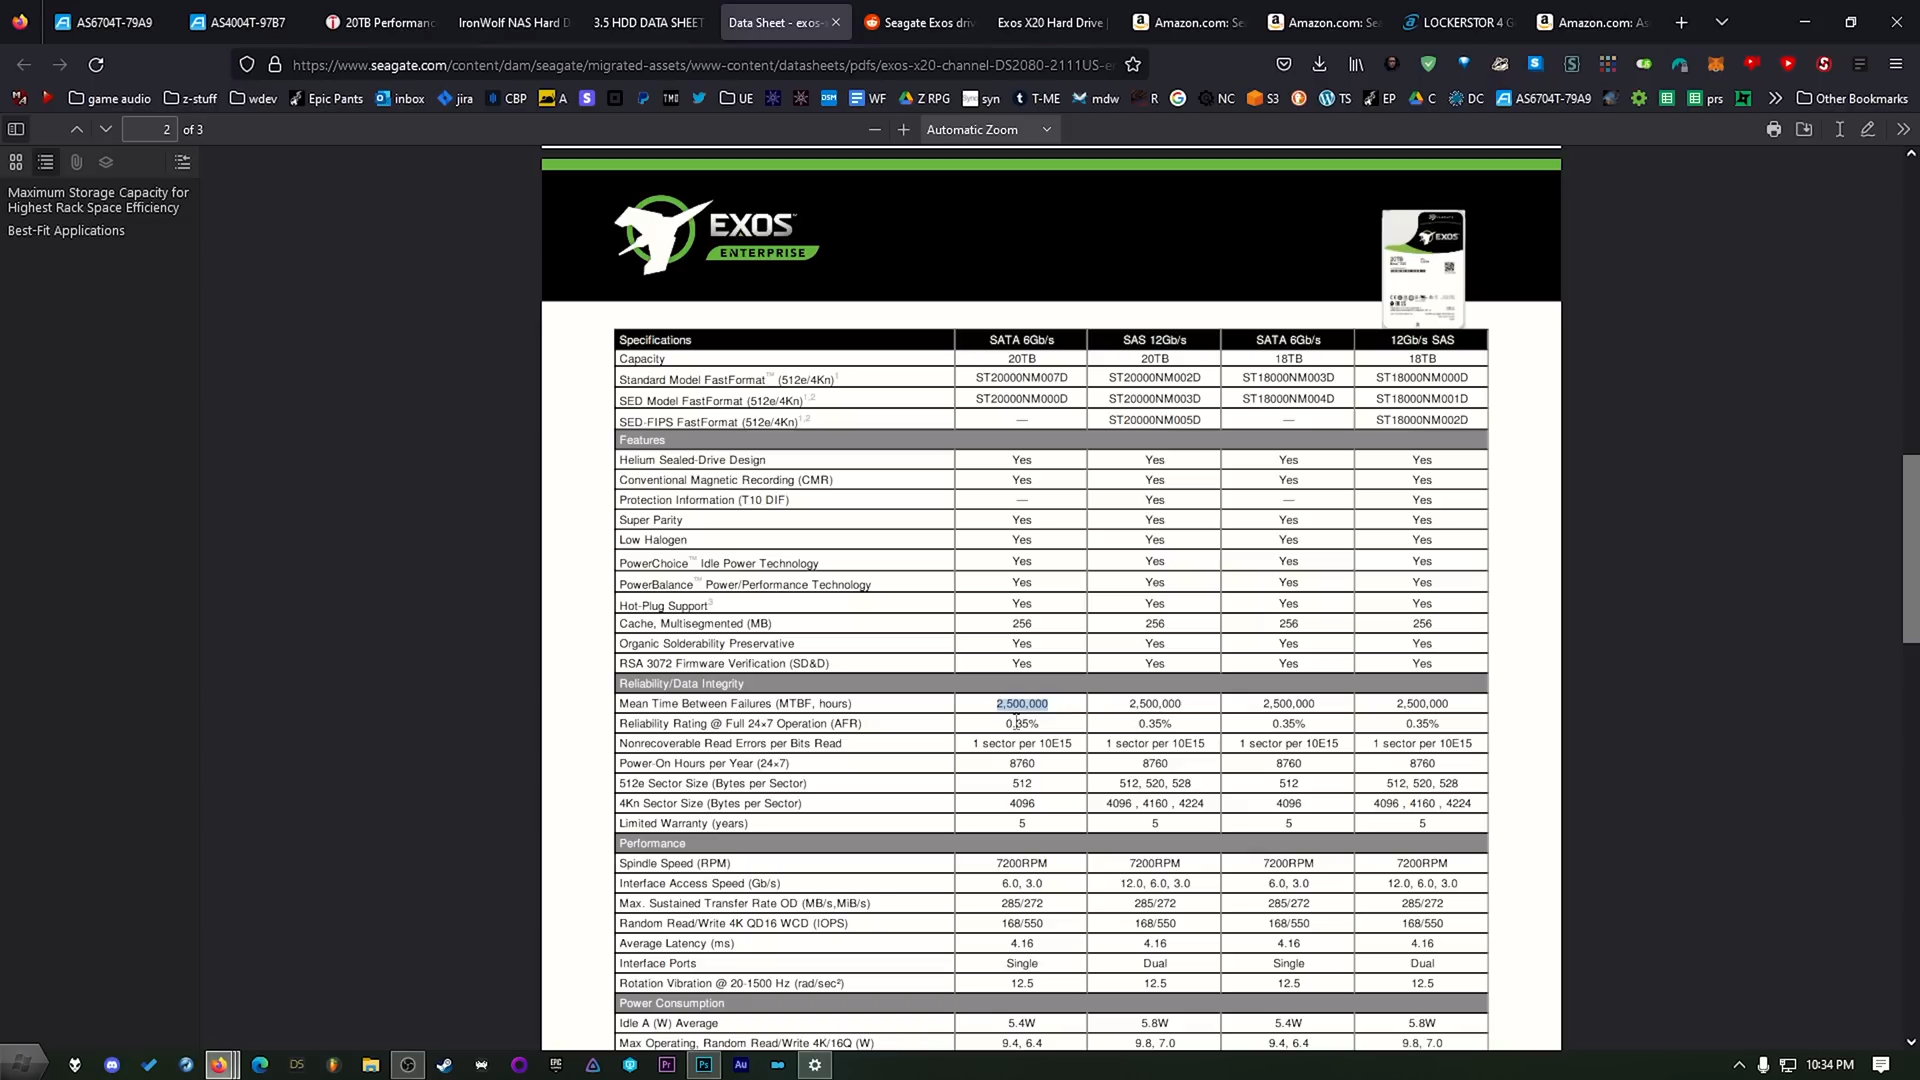 AS6704T-79A9
AS4004T-97B7
20TB Performanc
IronWolf NAS Hard D
3.5 HDD DATA SHEET
Data Sheet - exos-
Seagate Exos driv
Exos X20 Hard Drive |
Amazon.com: Se
Amazon.com: Sea
LOCKERSTOR 4 G
Amazon.com: As
https://www.seagate.com/content/dam/seagate/migrated-assets/www-content/datasheets/pdfs/exos-x20-channel-DS2080-2111US-e
game audio
z-stuff
wdev
Epic Pants
inbox
jira
CBP
A
UE
WF
Z RPG
syn
T-ME
mdw
R
NC
S3
TS
EP
C
DC
AS6704T-79A9
prs
Other Bookmarks
2 of 3
Automatic Zoom
Maximum Storage Capacity for
Highest Rack Space Efficiency
Best-Fit Applications
EXOS
ENTERPRISE
EXOS
20TB
Specifications SATA 6Gb/s SAS 12Gb/s SATA 6Gb/s 12Gb/s SAS
Capacity 20TB 20TB 18TB 18TB
Standard Model FastFormat™ (512e/4Kn)1 ST20000NM007D ST20000NM002D ST18000NM003D ST18000NM000D
SED Model FastFormat (512e/4Kn)1,2 ST20000NM000D ST20000NM003D ST18000NM004D ST18000NM001D
SED-FIPS FastFormat (512e/4Kn)1,2 — ST20000NM005D — ST18000NM002D
Features
Helium Sealed-Drive Design Yes Yes Yes Yes
Conventional Magnetic Recording (CMR) Yes Yes Yes Yes
Protection Information (T10 DIF) — Yes — Yes
Super Parity Yes Yes Yes Yes
Low Halogen Yes Yes Yes Yes
PowerChoice™ Idle Power Technology Yes Yes Yes Yes
PowerBalance™ Power/Performance Technology Yes Yes Yes Yes
Hot-Plug Support3 Yes Yes Yes Yes
Cache, Multisegmented (MB) 256 256 256 256
Organic Solderability Preservative Yes Yes Yes Yes
RSA 3072 Firmware Verification (SD&D) Yes Yes Yes Yes
Reliability/Data Integrity
Mean Time Between Failures (MTBF, hours) 2,500,000 2,500,000 2,500,000 2,500,000
Reliability Rating @ Full 24×7 Operation (AFR) 0.35% 0.35% 0.35% 0.35%
Nonrecoverable Read Errors per Bits Read 1 sector per 10E15 1 sector per 10E15 1 sector per 10E15 1 sector per 10E15
Power-On Hours per Year (24×7) 8760 8760 8760 8760
512e Sector Size (Bytes per Sector) 512 512, 520, 528 512 512, 520, 528
4Kn Sector Size (Bytes per Sector) 4096 4096 , 4160 , 4224 4096 4096 , 4160 , 4224
Limited Warranty (years) 5 5 5 5
Performance
Spindle Speed (RPM) 7200RPM 7200RPM 7200RPM 7200RPM
Interface Access Speed (Gb/s) 6.0, 3.0 12.0, 6.0, 3.0 6.0, 3.0 12.0, 6.0, 3.0
Max. Sustained Transfer Rate OD (MB/s,MiB/s) 285/272 285/272 285/272 285/272
Random Read/Write 4K QD16 WCD (IOPS) 168/550 168/550 168/550 168/550
Average Latency (ms) 4.16 4.16 4.16 4.16
Interface Ports Single Dual Single Dual
Rotation Vibration @ 20-1500 Hz (rad/sec²) 12.5 12.5 12.5 12.5
Power Consumption
Idle A (W) Average 5.4W 5.8W 5.4W 5.8W
Max Operating, Random Read/Write 4K/16Q (W) 9.4, 6.4 9.8, 7.0 9.4, 6.4 9.8, 7.0
10:34 PM